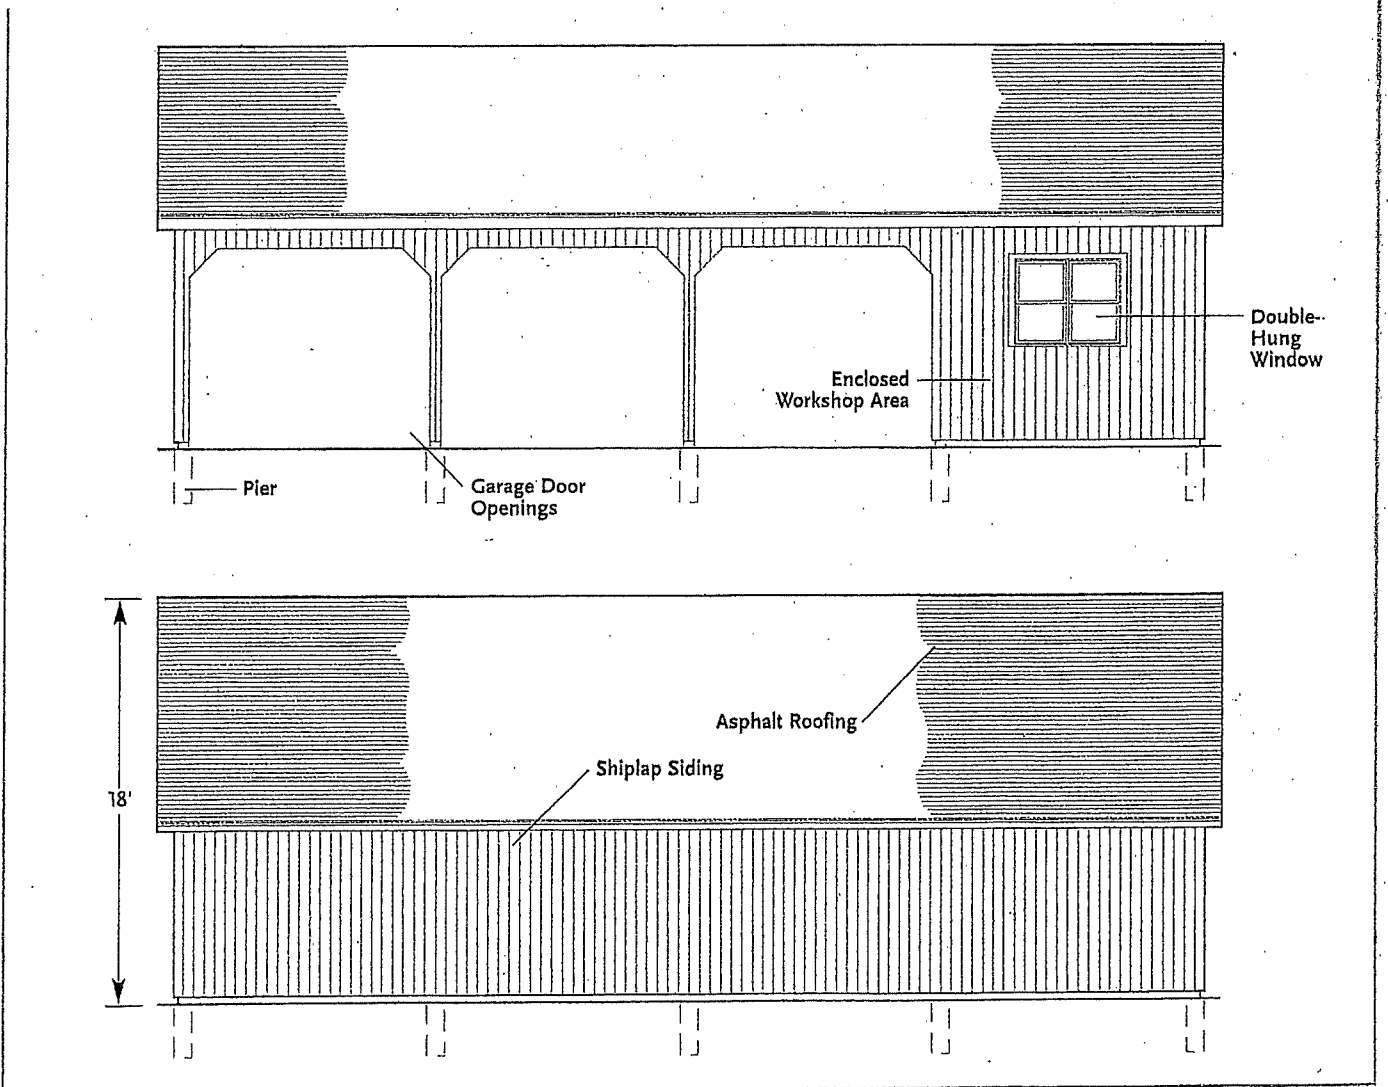 Double-
Hung
Window
Enclosed
Workshop Area
Pier
Garage Door
Openings
Asphalt Roofing
Shiplap Siding
18'